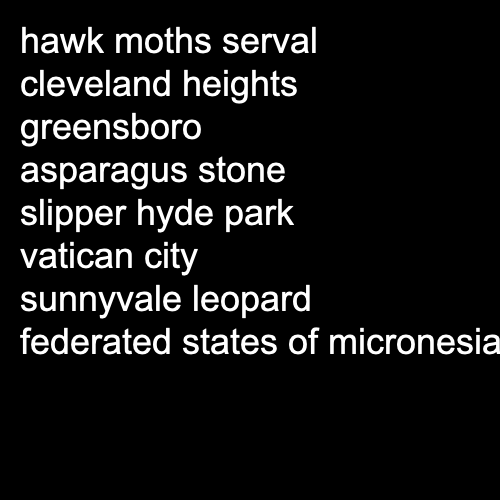 hawk moths serval
cleveland heights
greensboro
asparagus stone
slipper hyde park
vatican city
sunnyvale leopard
federated states of micronesia